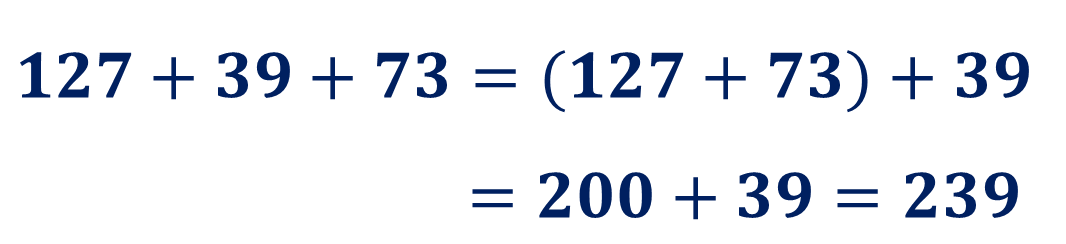 127 + 39 + 73 = (127 + 73) + 39
= 200 + 39 = 239